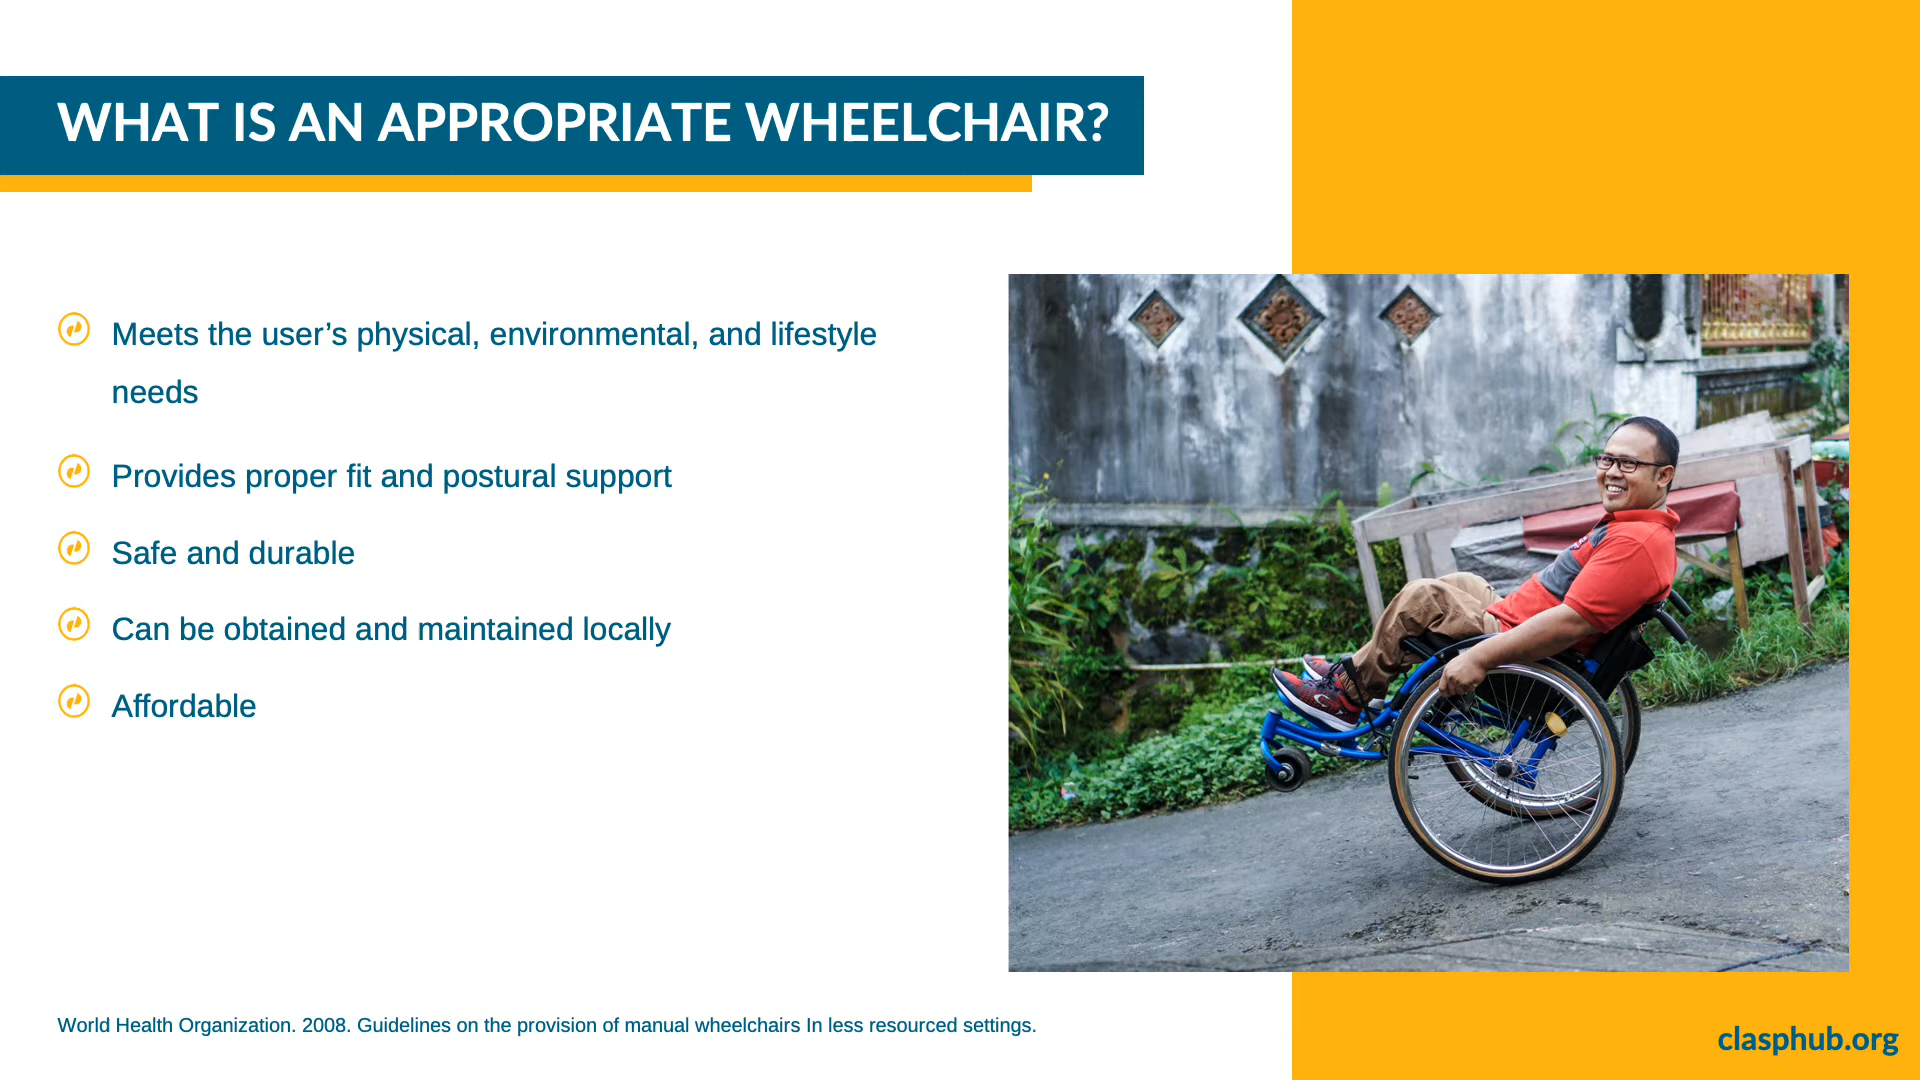 WHAT IS AN APPROPRIATE WHEELCHAIR?
Meets the user’s physical, environmental, and lifestyle
needs
Provides proper fit and postural support
Safe and durable
Can be obtained and maintained locally
Affordable
World Health Organization. 2008. Guidelines on the provision of manual wheelchairs In less resourced settings.
clasphub.org